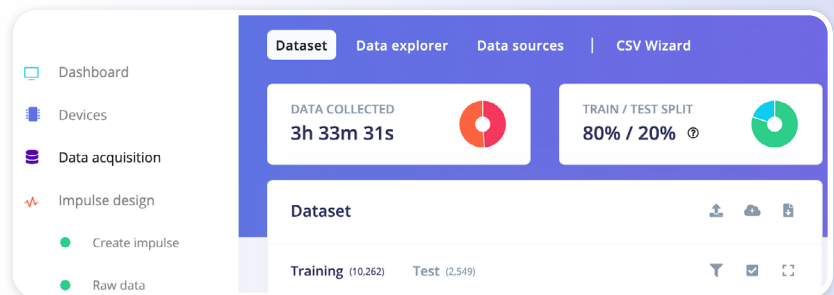 Dashboard
Devices
Data acquisition
Impulse design
Create impulse
Raw data
Dataset Data explorer Data sources | CSV Wizard
DATA COLLECTED
3h 33m 31s
TRAIN / TEST SPLIT
80% / 20% ?
Dataset
Training (10,262) Test (2,549)